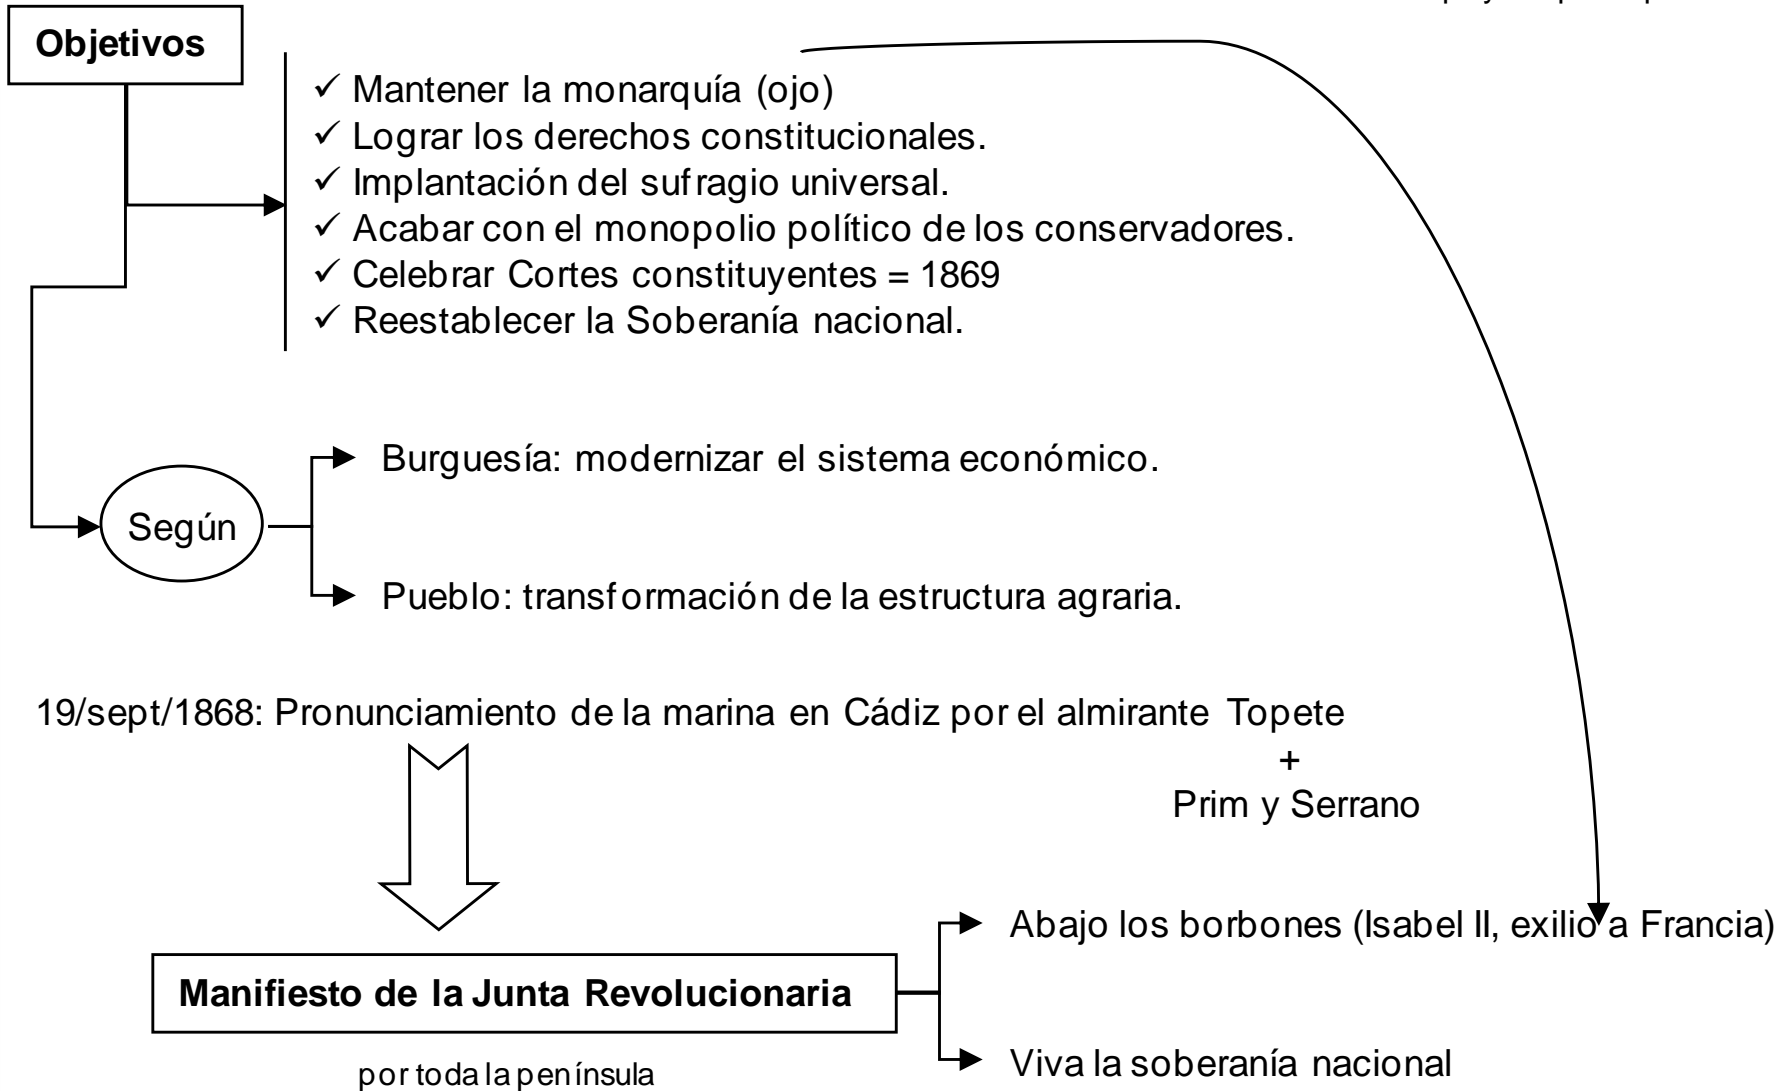 Objetivos
✓ Mantener la monarquía (ojo)
✓ Lograr los derechos constitucionales.
✓ Implantación del sufragio universal.
✓ Acabar con el monopolio político de los conservadores.
✓ Celebrar Cortes constituyentes = 1869
✓ Reestablecer la Soberanía nacional.
Burguesía: modernizar el sistema económico.
Según
Pueblo: transformación de la estructura agraria.
19/sept/1868: Pronunciamiento de la marina en Cádiz por el almirante Topete
+
Prim y Serrano
Abajo los borbones (Isabel II, exilio a Francia)
Manifiesto de la Junta Revolucionaria
Viva la soberanía nacional
por toda la península